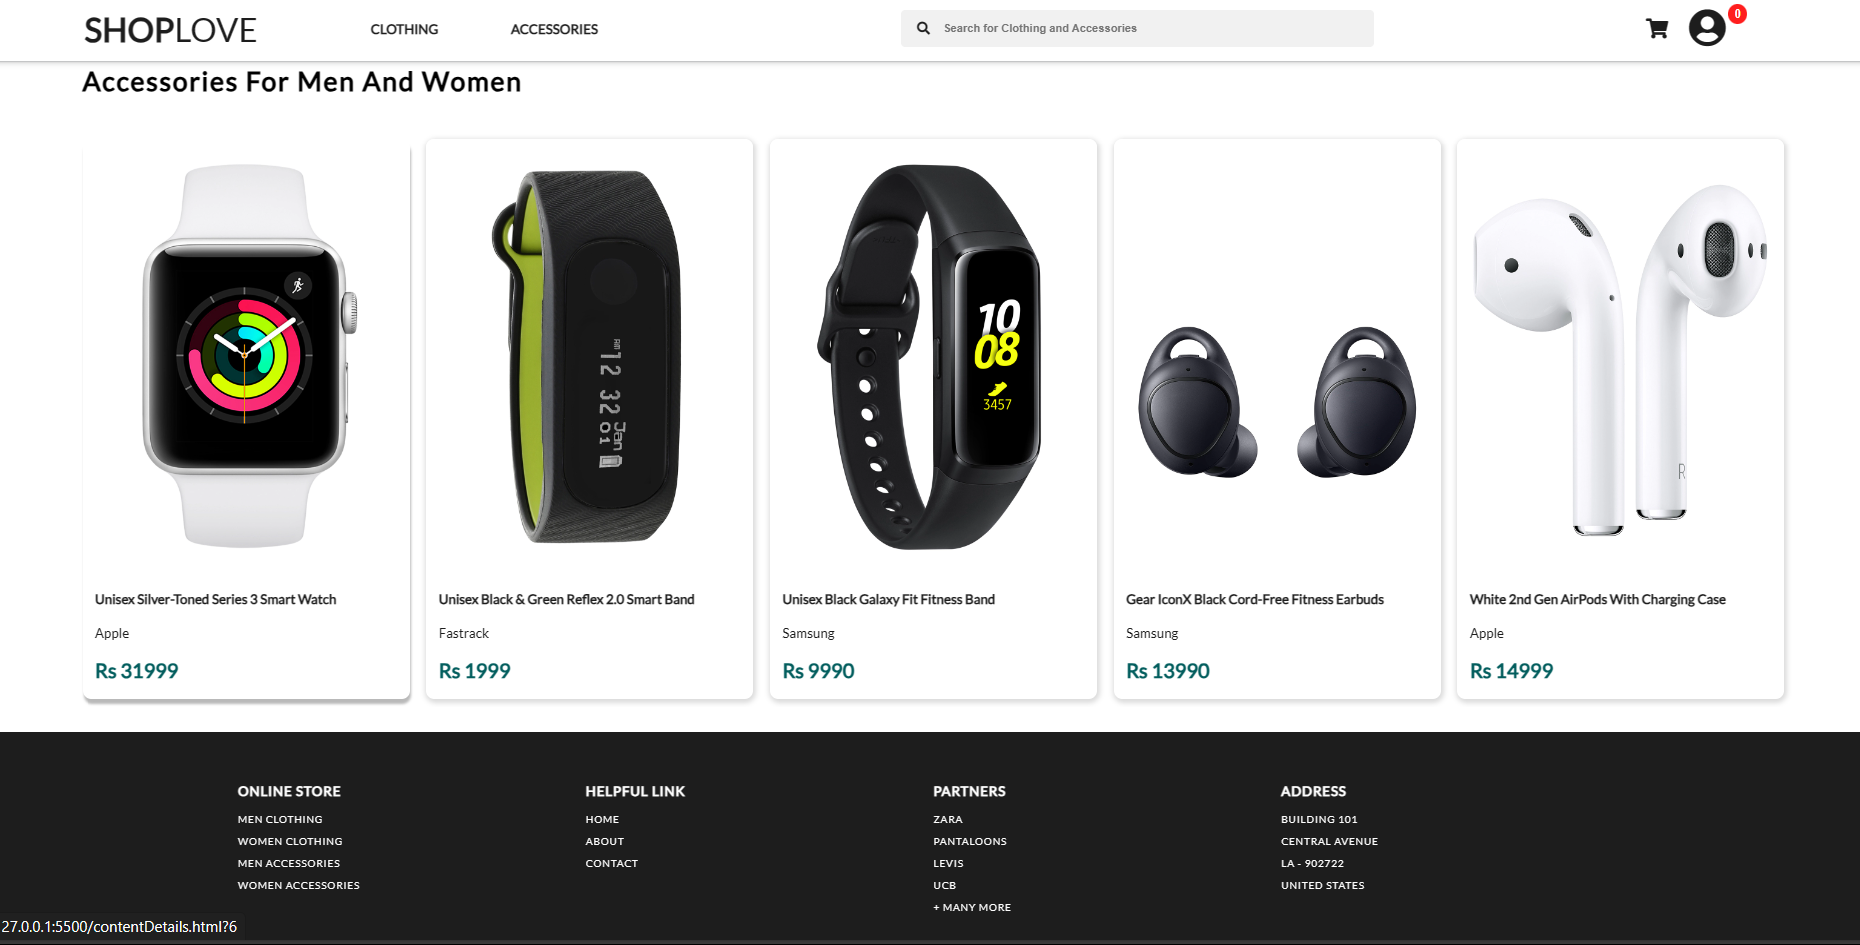 SHOPLOVE
CLOTHING
ACCESSORIES
Search for Clothing and Accessories
0
Accessories For Men And Women
AM
12 32
Jan
01
10
08
3457
R
Unisex Silver-Toned Series 3 Smart Watch
Apple
Rs 31999
Unisex Black & Green Reflex 2.0 Smart Band
Fastrack
Rs 1999
Unisex Black Galaxy Fit Fitness Band
Samsung
Rs 9990
Gear IconX Black Cord-Free Fitness Earbuds
Samsung
Rs 13990
White 2nd Gen AirPods With Charging Case
Apple
Rs 14999
ONLINE STORE
MEN CLOTHING
WOMEN CLOTHING
MEN ACCESSORIES
WOMEN ACCESSORIES
HELPFUL LINK
HOME
ABOUT
CONTACT
PARTNERS
ZARA
PANTALOONS
LEVIS
UCB
+ MANY MORE
ADDRESS
BUILDING 101
CENTRAL AVENUE
LA - 902722
UNITED STATES
27.0.0.1:5500/contentDetails.html?6